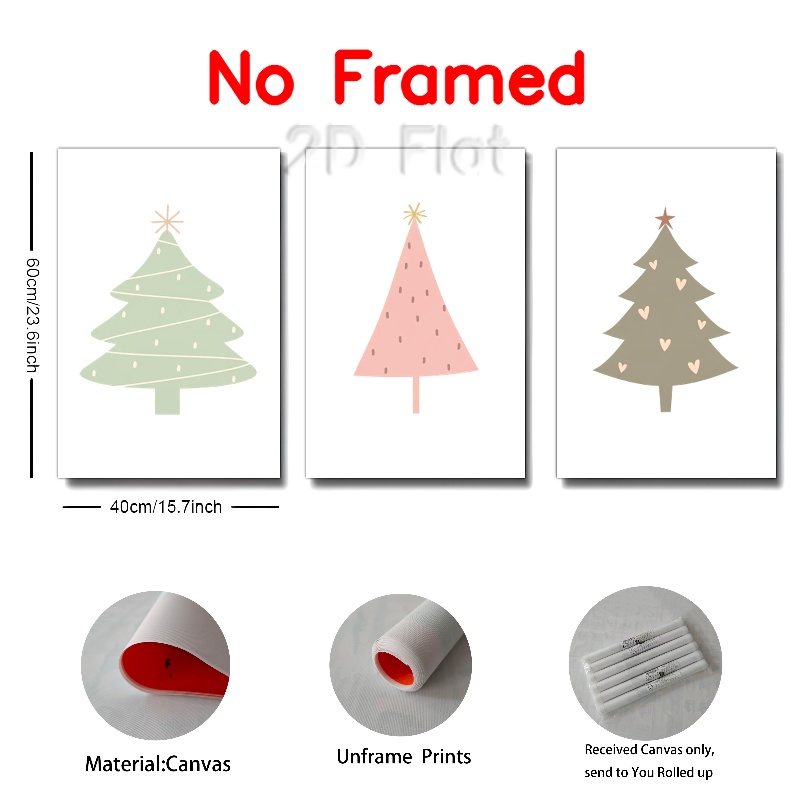 No Framed
2D Flat
60cm/23.6inch
40cm/15.7inch
Material:Canvas
Unframe Prints
Received Canvas only,
send to You Rolled up